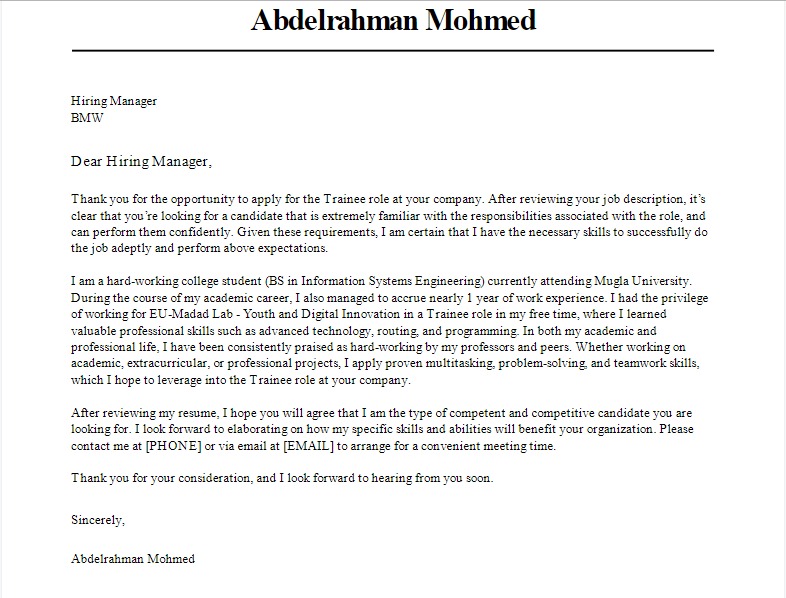 Abdelrahman Mohmed
Hiring Manager
BMW
Dear Hiring Manager,
Thank you for the opportunity to apply for the Trainee role at your company. After reviewing your job description, it’s
clear that you’re looking for a candidate that is extremely familiar with the responsibilities associated with the role, and
can perform them confidently. Given these requirements, I am certain that I have the necessary skills to successfully do
the job adeptly and perform above expectations.
I am a hard-working college student (BS in Information Systems Engineering) currently attending Mugla University.
During the course of my academic career, I also managed to accrue nearly 1 year of work experience. I had the privilege
of working for EU-Madad Lab - Youth and Digital Innovation in a Trainee role in my free time, where I learned
valuable professional skills such as advanced technology, routing, and programming. In both my academic and
professional life, I have been consistently praised as hard-working by my professors and peers. Whether working on
academic, extracurricular, or professional projects, I apply proven multitasking, problem-solving, and teamwork skills,
which I hope to leverage into the Trainee role at your company.
After reviewing my resume, I hope you will agree that I am the type of competent and competitive candidate you are
looking for. I look forward to elaborating on how my specific skills and abilities will benefit your organization. Please
contact me at [PHONE] or via email at [EMAIL] to arrange for a convenient meeting time.
Thank you for your consideration, and I look forward to hearing from you soon.
Sincerely,
Abdelrahman Mohmed